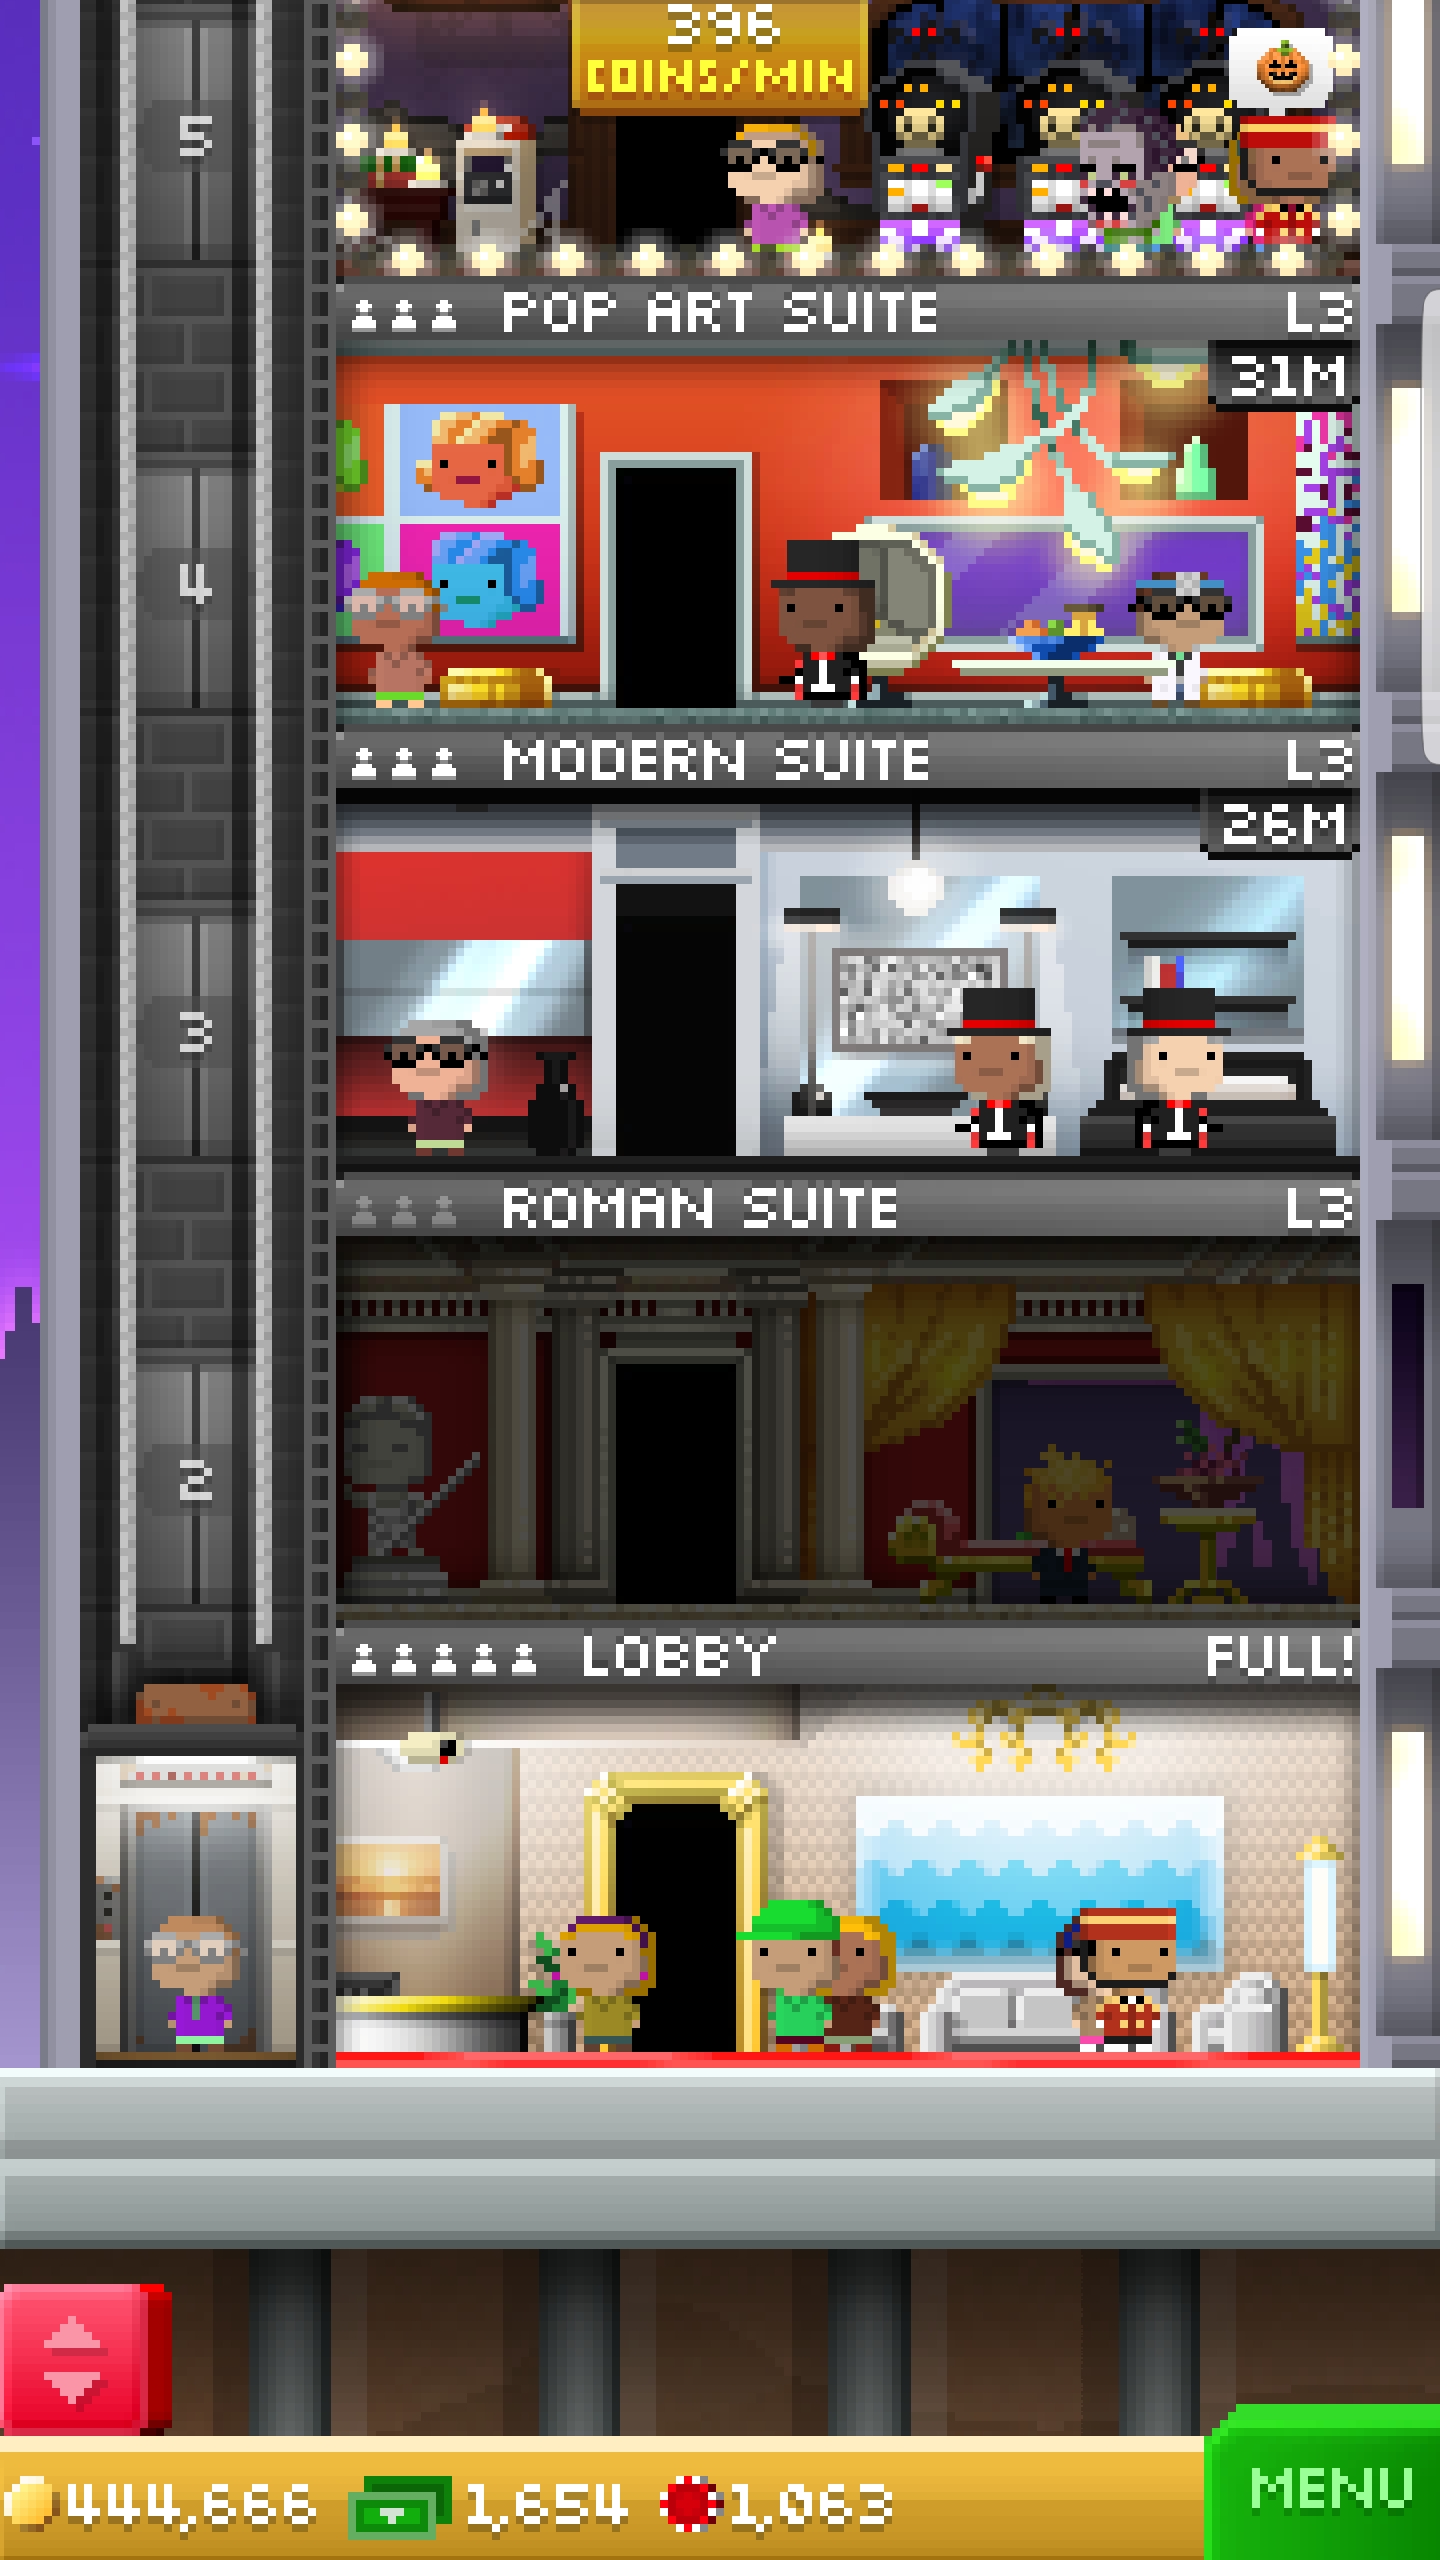 396
COINS/MIN
5
POP ART SUITE L3
31M
4
MODERN SUITE L3
26M
3
ROMAN SUITE L3
2
LOBBY FULL!
444,666 1,654 1,063
MENU